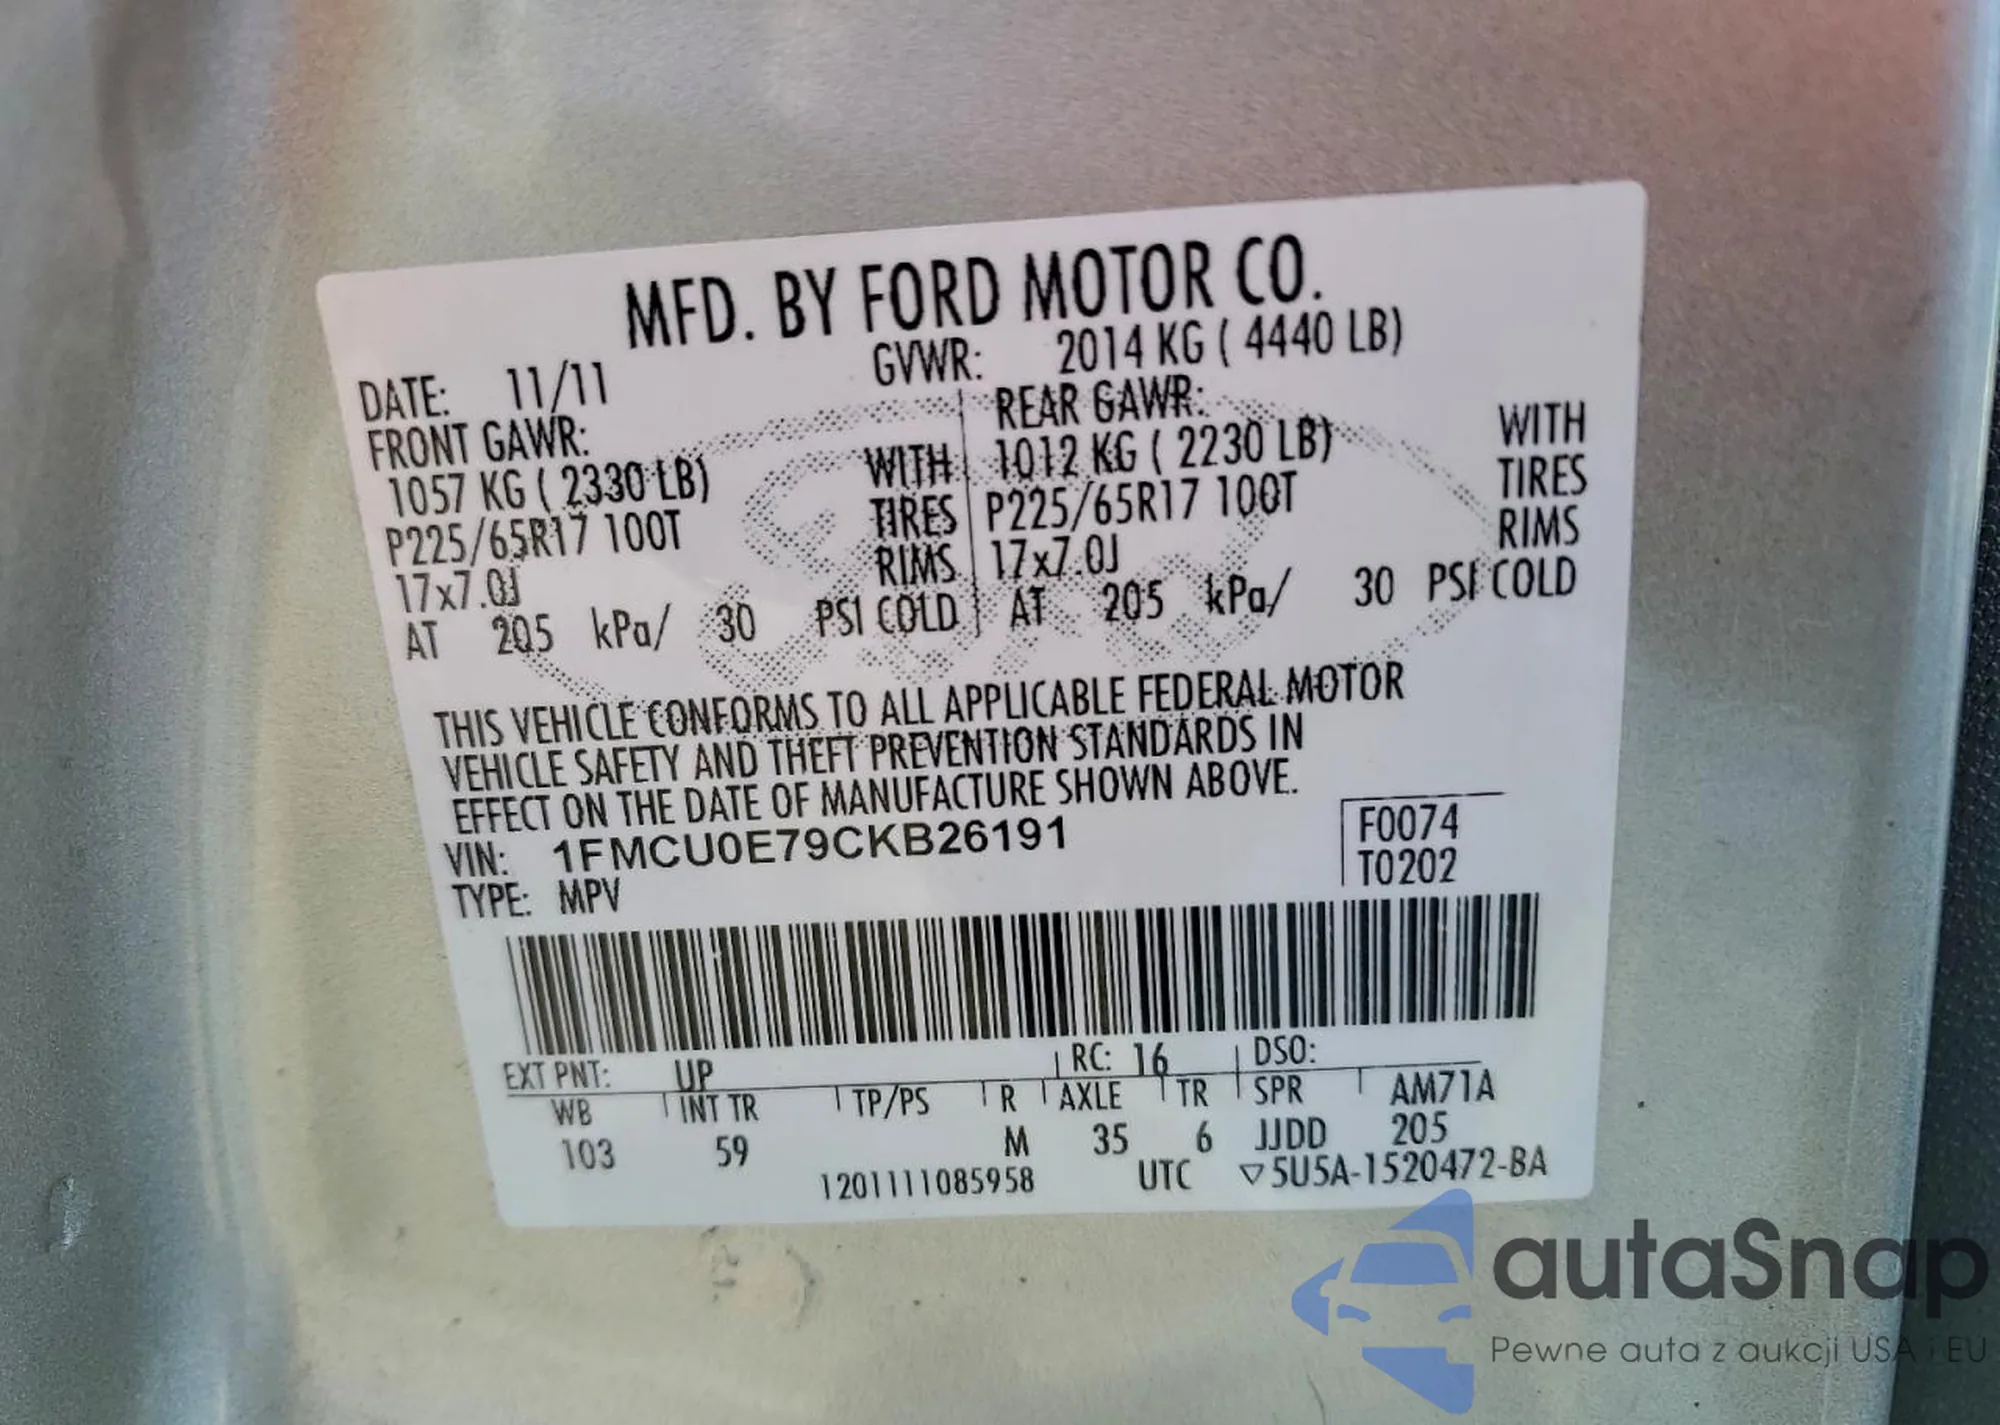 MFD. BY FORD MOTOR CO.
DATE: 11/11 GVWR: 2014 KG ( 4440 LB)
FRONT GAWR: REAR GAWR:
1057 KG ( 2330 LB) WITH 1012 KG ( 2230 LB) WITH
P225/65R17 100T TIRES P225/65R17 100T TIRES
17x7.0J RIMS 17x7.0J RIMS
AT 205 kPa/ 30 PSI COLD AT 205 kPa/ 30 PSI COLD
THIS VEHICLE CONFORMS TO ALL APPLICABLE FEDERAL MOTOR
VEHICLE SAFETY AND THEFT PREVENTION STANDARDS IN
EFFECT ON THE DATE OF MANUFACTURE SHOWN ABOVE.
VIN: 1FMCU0E79CKB26191 F0074
TYPE: MPV T0202
EXT PNT: UP RC: 16 DSO:
WB INT TR TP/PS R AXLE TR SPR AM71A
103 59 M 35 6 JJDD 205
1201111085958 UTC ▽5U5A-1520472-BA
autaSnap
Pewne auta z aukcji USA i EU